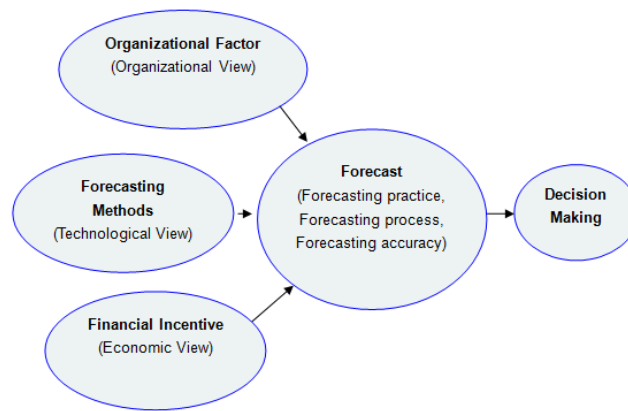 Organizational Factor
(Organizational View)
Forecasting
Methods
(Technological View)
Financial Incentive
(Economic View)
Forecast
(Forecasting practice,
Forecasting process,
Forecasting accuracy)
Decision
Making